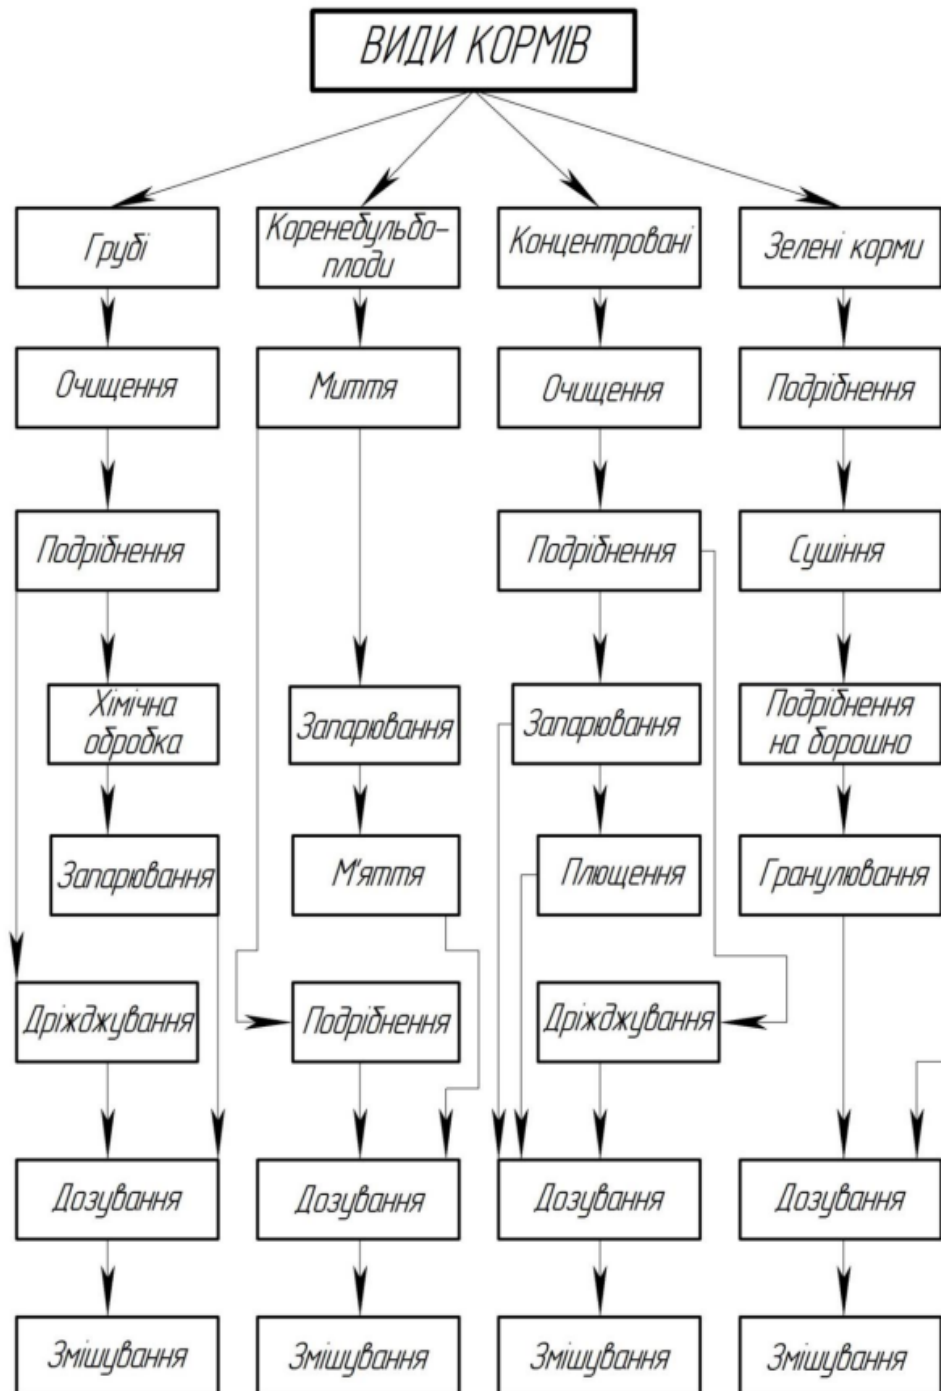 ВИДИ КОРМІВ
Грубі
Коренебульбо-
плоди
Концентровані
Зелені корми
Очищення
Миття
Очищення
Подрібнення
Подрібнення
Подрібнення
Сушіння
Хімічна
обробка
Запарювання
Запарювання
Подрібнення
на борошно
Запарювання
М'яття
Плющення
Гранулювання
Дріжджування
Подрібнення
Дріжджування
Дозування
Дозування
Дозування
Дозування
Змішування
Змішування
Змішування
Змішування